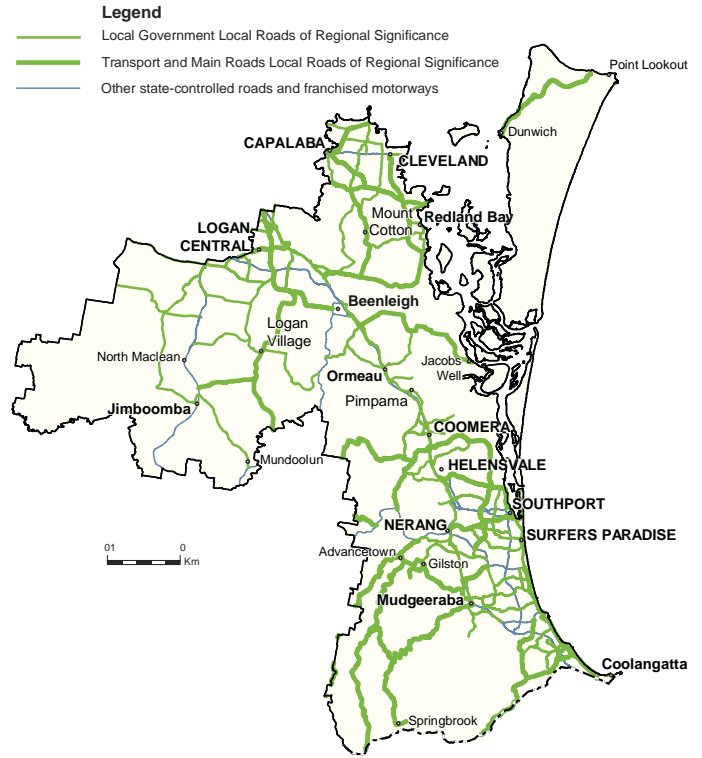 Legend
Local Government Local Roads of Regional Significance
Transport and Main Roads Local Roads of Regional Significance
Other state-controlled roads and franchised motorways
Point Lookout
Dunwich
CAPALABA
CLEVELAND
Mount
Cotton
Redland Bay
LOGAN
CENTRAL
Beenleigh
Logan
Village
North Maclean
Jacobs
Well
Ormeau
Pimpama
Jimboomba
COOMERA
Mundoolun
HELENSVALE
SOUTHPORT
NERANG
SURFERS PARADISE
01 0
Km
Advancetown
Gilston
Mudgeeraba
Coolangatta
Springbrook